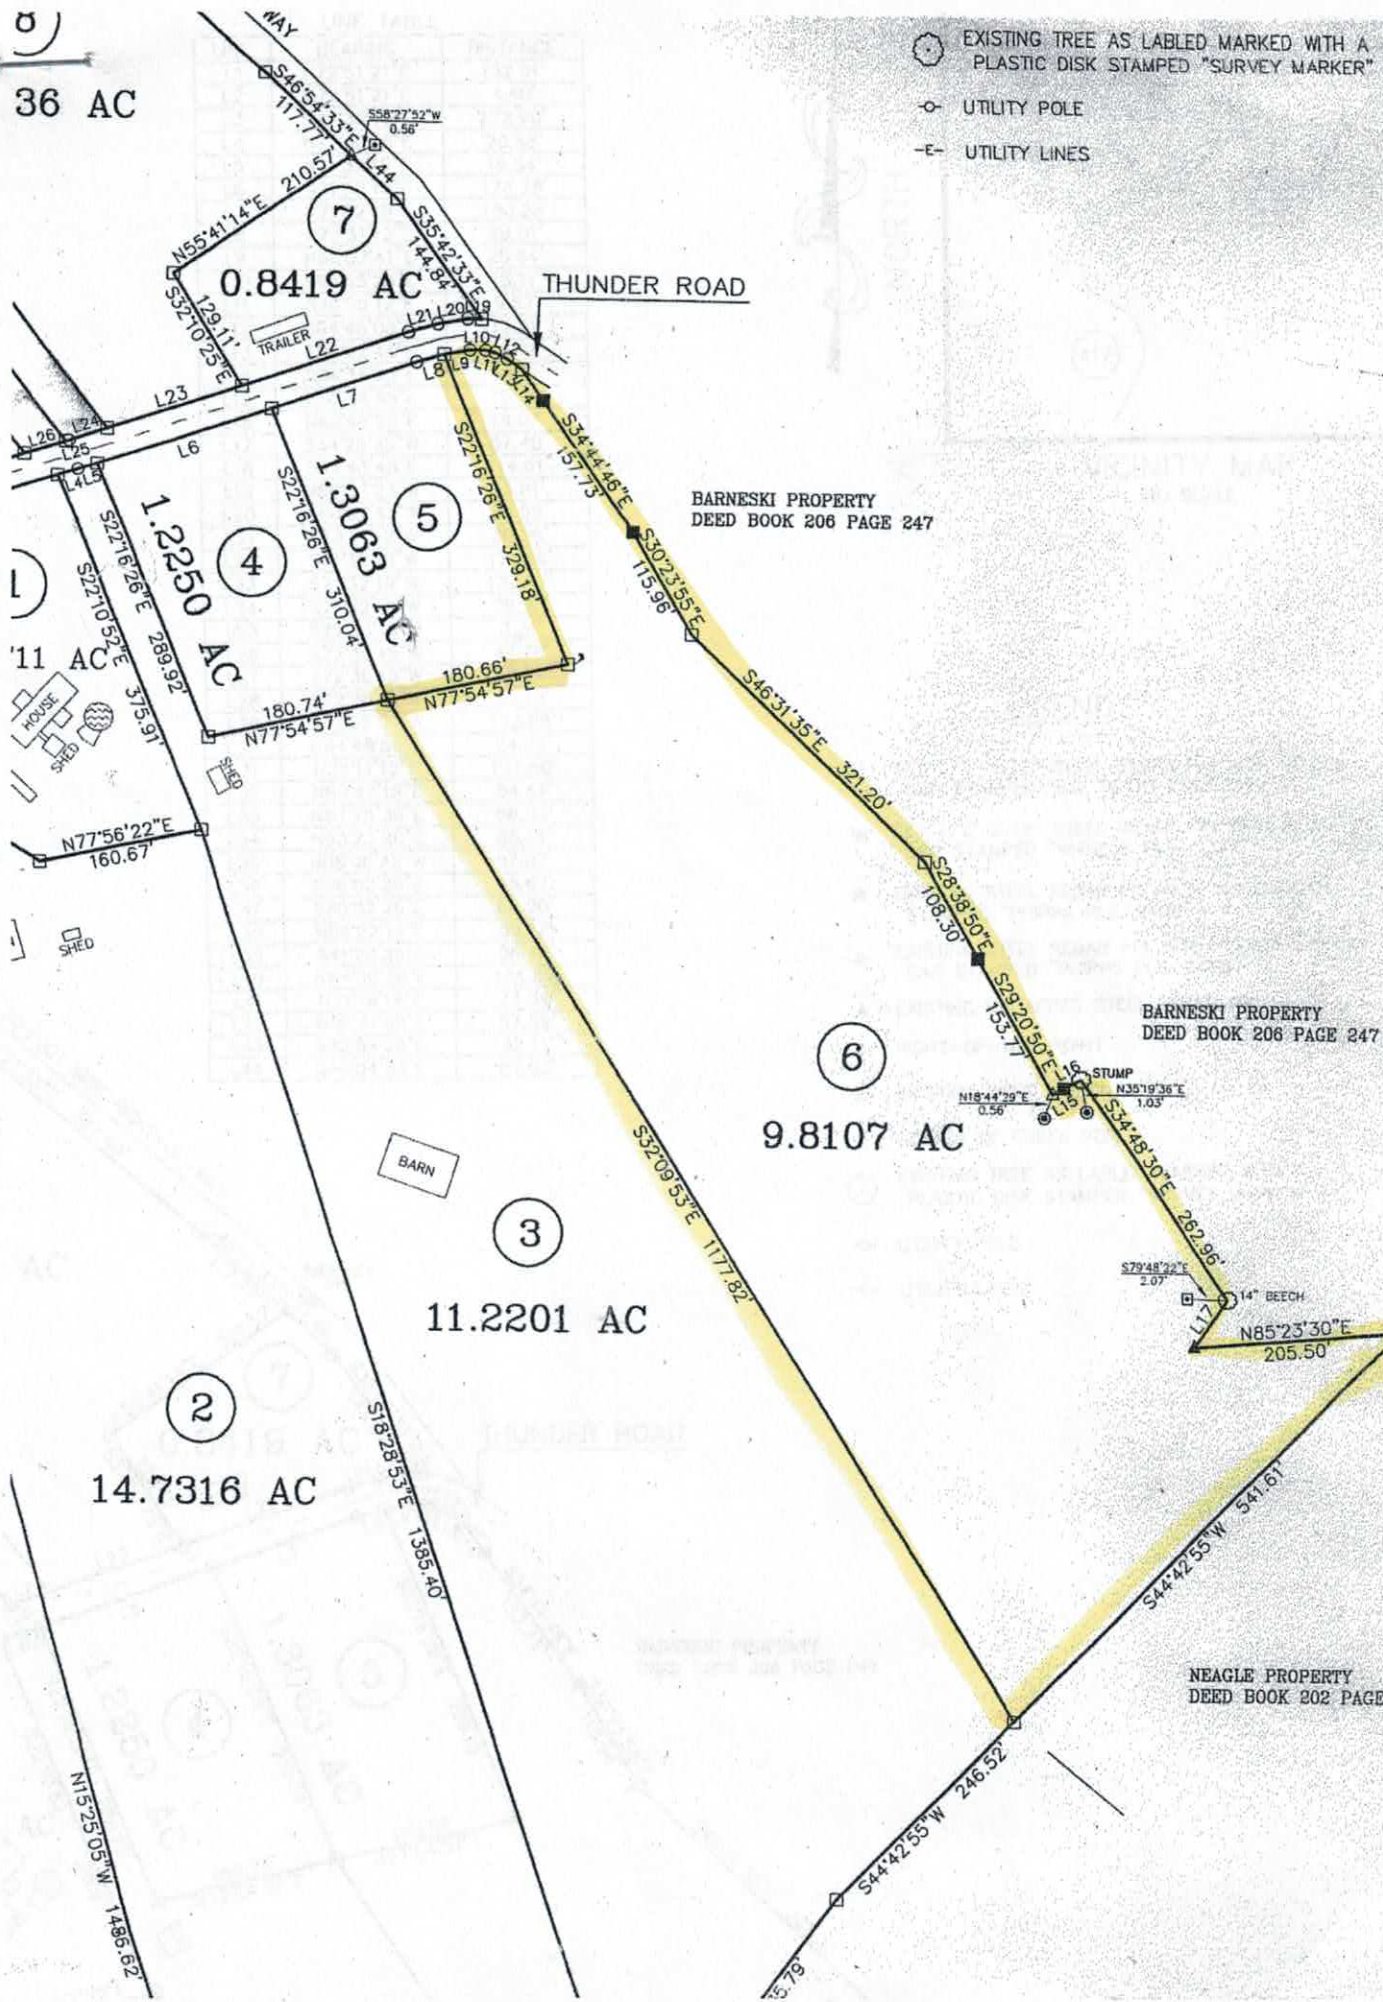 8
36 AC
WAY
EXISTING TREE AS LABLED MARKED WITH A
PLASTIC DISK STAMPED "SURVEY MARKER"
UTILITY POLE
-E- UTILITY LINES
S46°54'33"E
117.77'
S58°27'52"W
0.56'
L44
N55°41'14"E 210.57'
7
0.8419 AC
S35°42'33"E
144.84'
THUNDER ROAD
129.11'
S32°10'25"E
TRAILER
L19
L20
L21
L22
L23
L24
L25
L26
L4
L5
L6
L7
L8
L9
L10
L11
L12
L13
L14
S34°44'46"E
157.73'
BARNESKI PROPERTY
DEED BOOK 206 PAGE 247
S22°16'26"E 329.18'
5
1.3063 AC
S22°16'26"E 310.04'
4
1.2250 AC
S22°16'26"E 289.92'
S22°10'52"E 375.91'
1
'11 AC
HOUSE
SHED
S30°23'55"E
115.96'
180.66'
N77°54'57"E
180.74'
N77°54'57"E
SHED
S46°31'35"E 321.20'
N77°56'22"E
160.67'
SHED
S28°38'50"E
108.30'
S29°20'50"E
153.77'
BARNESKI PROPERTY
DEED BOOK 206 PAGE 247
6
9.8107 AC
L16
STUMP
N35°19'36"E
1.03'
N18°44'29"E
0.56'
L15
S34°48'30"E 262.96'
BARN
S32°09'53"E 1177.82'
3
11.2201 AC
S79°48'22"E
2.07'
14" BEECH
L17
N85°23'30"E
205.50'
2
14.7316 AC
S18°28'53"E 1385.40'
S44°42'55"W 541.61'
NEAGLE PROPERTY
DEED BOOK 202 PAGE
S44°42'55"W 246.52'
N15°25'05"W 1486.62'
5.79'